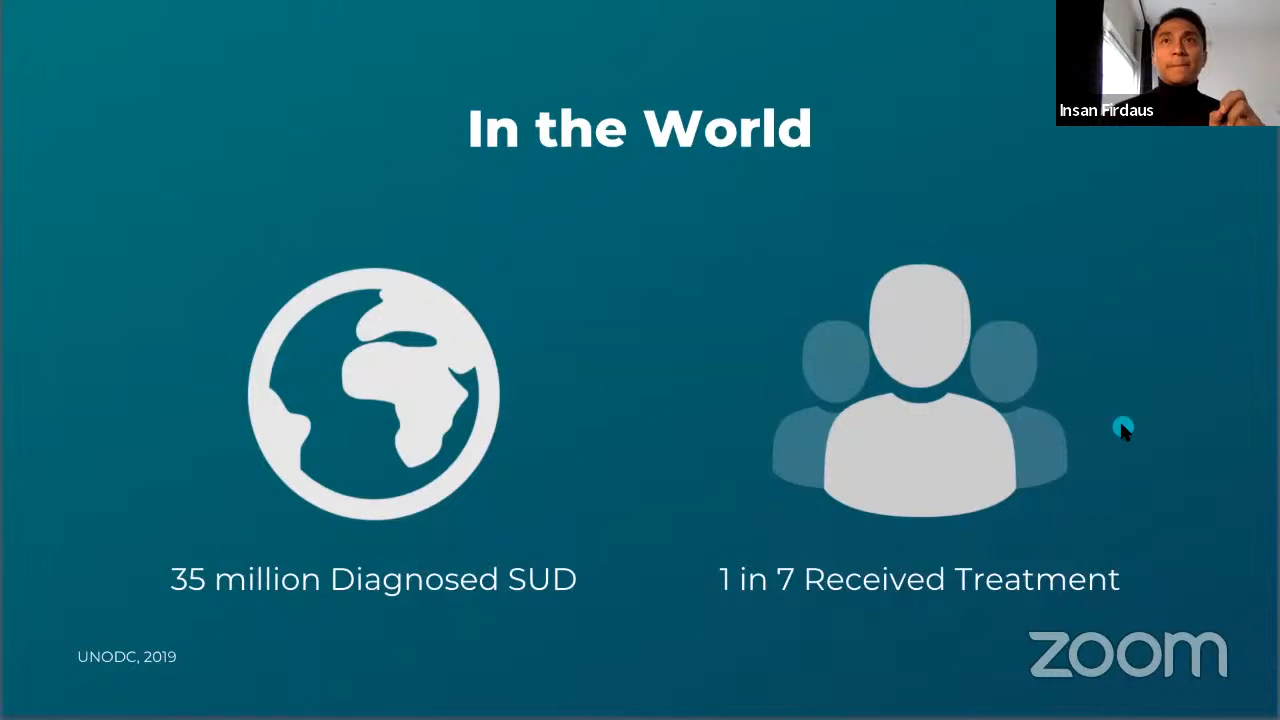 Insan Firdaus
In the World
35 million Diagnosed SUD
1 in 7 Received Treatment
UNODC, 2019
zoom